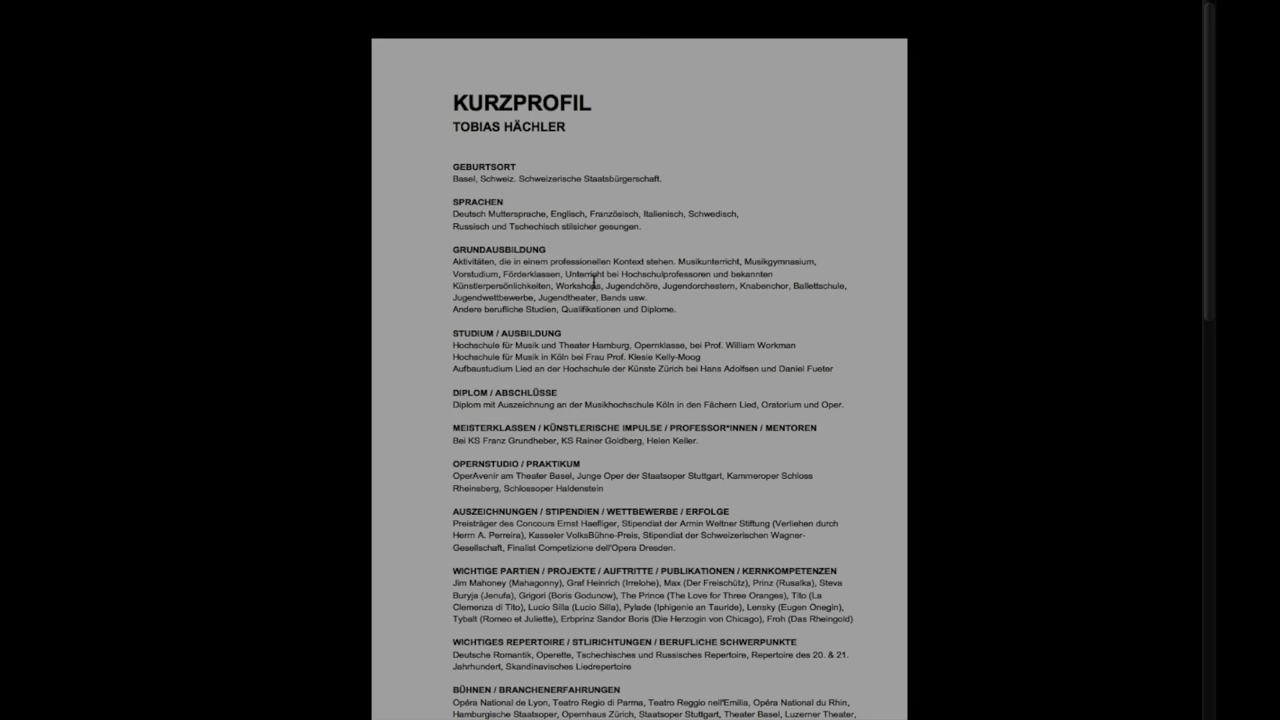 KURZPROFIL
TOBIAS HÄCHLER
GEBURTSORT
Basel, Schweiz. Schweizerische Staatsbürgerschaft.
SPRACHEN
Deutsch Muttersprache, Englisch, Französisch, Italienisch, Schwedisch,
Russisch und Tschechisch stilsicher gesungen.
GRUNDAUSBILDUNG
Aktivitäten, die in einem professionellen Kontext stehen. Musikunterricht, Musikgymnasium,
Vorstudium, Förderklassen, Unterricht bei Hochschulprofessoren und bekannten
Künstlerpersönlichkeiten, Workshops, Jugendchöre, Jugendorchestern, Knabenchor, Ballettschule,
Jugendwettbewerbe, Jugendtheater, Bands usw.
Andere berufliche Studien, Qualifikationen und Diplome.
STUDIUM / AUSBILDUNG
Hochschule für Musik und Theater Hamburg, Opernklasse, bei Prof. William Workman
Hochschule für Musik in Köln bei Frau Prof. Klesie Kelly-Moog
Aufbaustudium Lied an der Hochschule der Künste Zürich bei Hans Adolfsen und Daniel Fueter
DIPLOM / ABSCHLÜSSE
Diplom mit Auszeichnung an der Musikhochschule Köln in den Fächern Lied, Oratorium und Oper.
MEISTERKLASSEN / KÜNSTLERISCHE IMPULSE / PROFESSOR*INNEN / MENTOREN
Bei KS Franz Grundheber, KS Rainer Goldberg, Helen Keller.
OPERNSTUDIO / PRAKTIKUM
OperAvenir am Theater Basel, Junge Oper der Staatsoper Stuttgart, Kammeroper Schloss
Rheinsberg, Schlossoper Haldenstein
AUSZEICHNUNGEN / STIPENDIEN / WETTBEWERBE / ERFOLGE
Preisträger des Concours Ernst Haefliger, Stipendiat der Armin Weltner Stiftung (Verliehen durch
Herrn A. Perreira), Kasseler VolksBühne-Preis, Stipendiat der Schweizerischen Wagner-
Gesellschaft, Finalist Competizione dell'Opera Dresden.
WICHTIGE PARTIEN / PROJEKTE / AUFTRITTE / PUBLIKATIONEN / KERNKOMPETENZEN
Jim Mahoney (Mahagonny), Graf Heinrich (Irrelohe), Max (Der Freischütz), Prinz (Rusalka), Steva
Buryja (Jenufa), Grigori (Boris Godunow), The Prince (The Love for Three Oranges), Tito (La
Clemenza di Tito), Lucio Silla (Lucio Silla), Pylade (Iphigenie an Tauride), Lensky (Eugen Onegin),
Tybalt (Romeo et Juliette), Erbprinz Sandor Boris (Die Herzogin von Chicago), Froh (Das Rheingold)
WICHTIGES REPERTOIRE / STLIRICHTUNGEN / BERUFLICHE SCHWERPUNKTE
Deutsche Romantik, Operette, Tschechisches und Russisches Repertoire, Repertoire des 20. & 21.
Jahrhundert, Skandinavisches Liedrepertoire
BÜHNEN / BRANCHENERFAHRUNGEN
Opéra National de Lyon, Teatro Regio di Parma, Teatro Reggio nell'Emilia, Opéra National du Rhin,
Hamburgische Staatsoper, Opernhaus Zürich, Staatsoper Stuttgart, Theater Basel, Luzerner Theater,